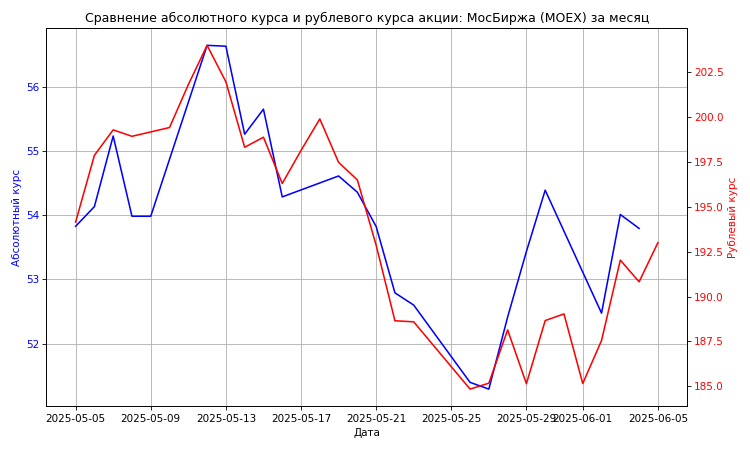 Сравнение абсолютного курса и рублевого курса акции: МосБиржа (MOEX) за месяц
Абсолютный курс
56
55
54
53
52
202.5
200.0
197.5
195.0
192.5
190.0
187.5
185.0
Рублевый курс
2025-05-05 2025-05-09 2025-05-13 2025-05-17 2025-05-21 2025-05-25 2025-05-29 2025-06-01 2025-06-05
Дата